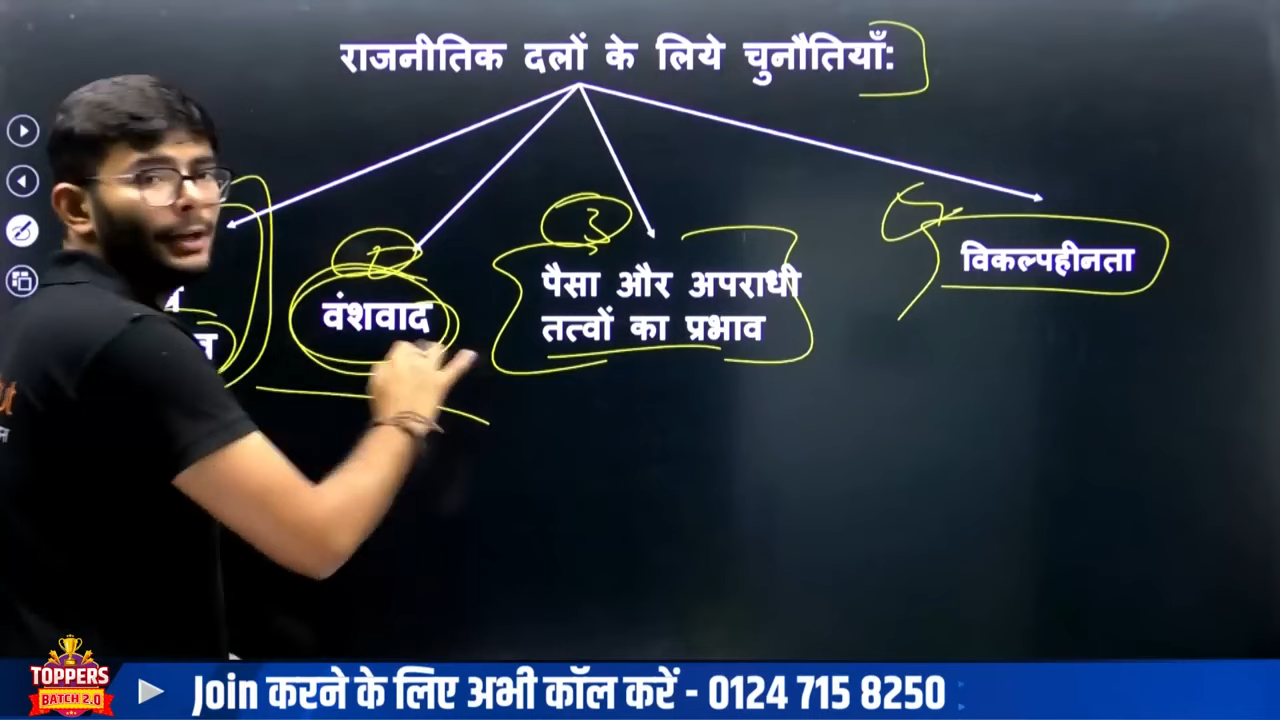 राजनीतिक दलों के लिये चुनौतियाँ:
3
वंशवाद
पैसा और अपराधी
तत्वों का प्रभाव
विकल्पहीनता
TOPPERS
BATCH 2.0
Join करने के लिए अभी कॉल करें - 0124 715 8250